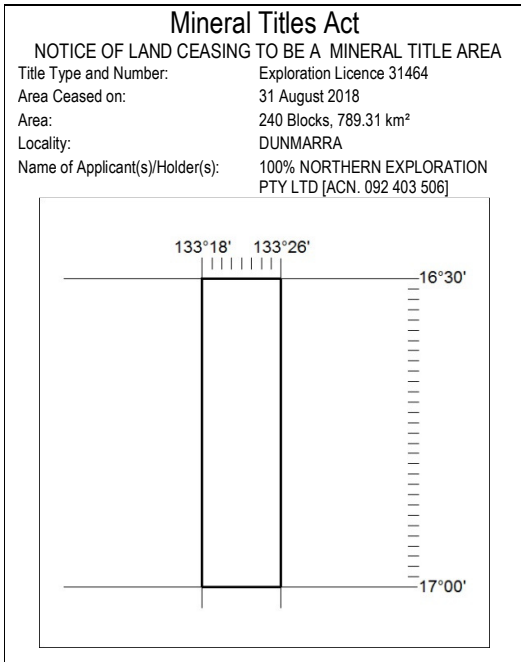 Mineral Titles Act
NOTICE OF LAND CEASING TO BE A MINERAL TITLE AREA
Title Type and Number: Exploration Licence 31464
Area Ceased on: 31 August 2018
Area: 240 Blocks, 789.31 km²
Locality: DUNMARRA
Name of Applicant(s)/Holder(s): 100% NORTHERN EXPLORATION
PTY LTD [ACN. 092 403 506]
133°18' 133°26'
16°30'
17°00'